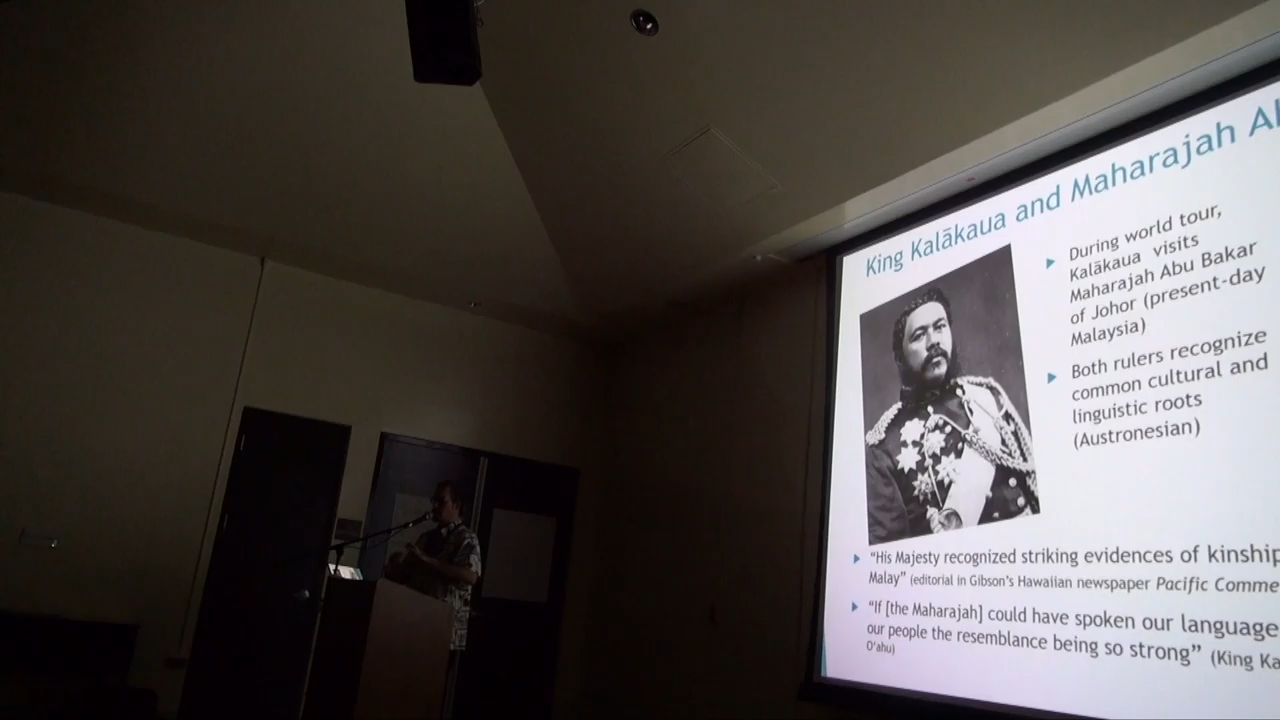 King Kalākaua and Maharajah
During world tour,
Kalākaua visits
Maharajah Abu Bakar
of Johor (present-day
Malaysia)
Both rulers recognize
common cultural and
linguistic roots
(Austronesian)
“His Majesty recognized striking evidences of kinship
Malay” (editorial in Gibson’s Hawaiian newspaper Pacific
“If [the Maharajah] could have spoken our language
our people the resemblance being so strong” (King
O‘ahu)